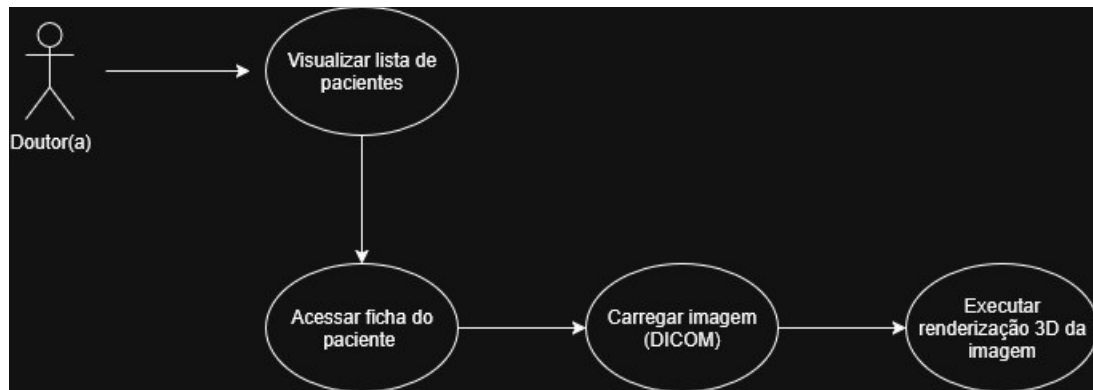 Visualizar lista de
pacientes
Doutor(a)
Acessar ficha do
paciente
Carregar imagem
(DICOM)
Executar
renderização 3D da
imagem